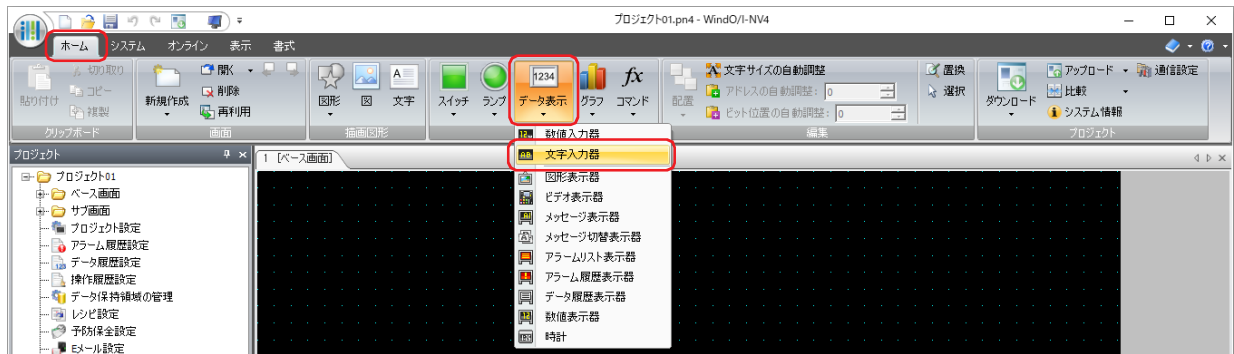 プロジェクト01.pn4 - WindO/I-NV4
ホーム システム オンライン 表示 書式
貼り付け 切り取り コピー 複製
クリップボード
新規作成 開く 削除 再利用
画面
図形 図 文字
描画図形
スイッチ ランプ 1234 データ表示 グラフ fx コマンド
配置 文字サイズの自動調整 置換
アドレスの自動調整: 0 選択
ビット位置の自動調整: 0
編集
ダウンロード アップロード 通信設定
比較
システム情報
プロジェクト
数値入力器
文字入力器
図形表示器
ビデオ表示器
メッセージ表示器
メッセージ切替表示器
アラームリスト表示器
アラーム履歴表示器
データ履歴表示器
数値表示器
時計
プロジェクト
1 [ベース画面]
プロジェクト01
ベース画面
サブ画面
プロジェクト設定
アラーム履歴設定
データ履歴設定
操作履歴設定
データ保持領域の管理
レシピ設定
予防保全設定
Eメール設定